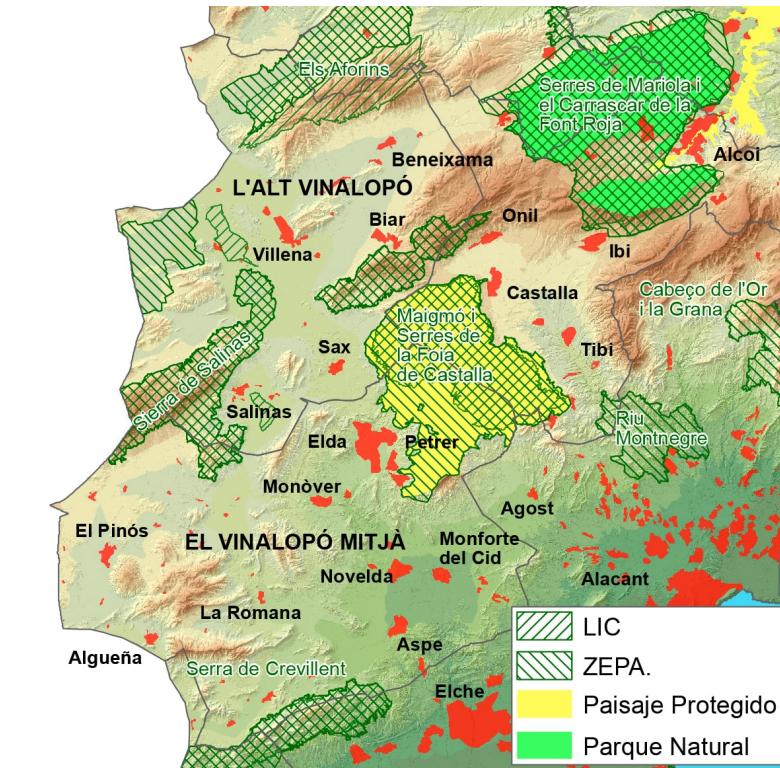 Els Aforins
Serres de Mariola i
el Carrascar de la
Font Roja
Alcoi
Beneixama
L'ALT VINALOPÓ
Biar
Onil
Villena
Ibi
Castalla
Cabeço de l'Or
i la Grana
Maigmó i
Serres de
la Foia
de Castalla
Sax
Tibi
Sierra de Salinas
Salinas
Riu
Montnegre
Elda
Petrer
Monòver
Agost
El Pinós
EL VINALOPÓ MITJÀ
Monforte
del Cid
Novelda
Alacant
La Romana
Aspe
Algueña
Serra de Crevillent
Elche
LIC
ZEPA.
Paisaje Protegido
Parque Natural